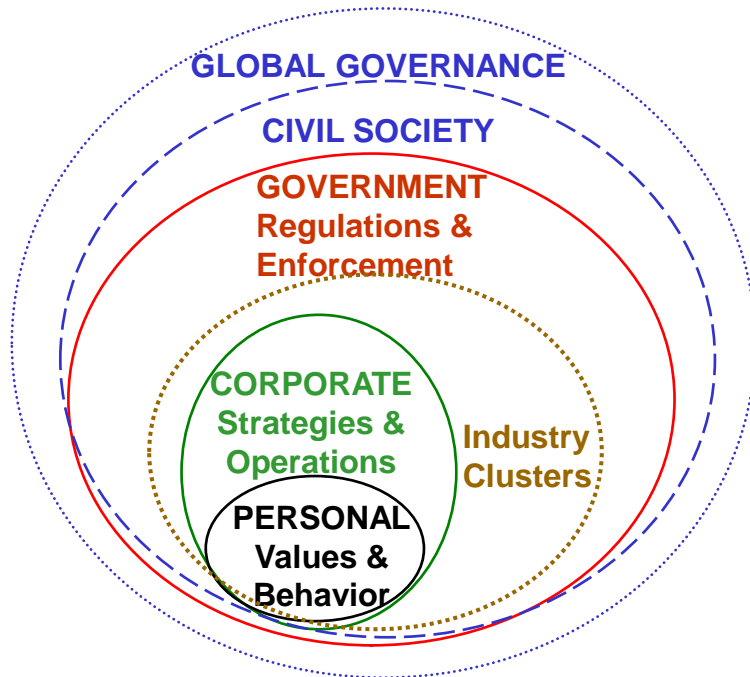 GLOBAL GOVERNANCE
CIVIL SOCIETY
GOVERNMENT
Regulations &
Enforcement
CORPORATE
Strategies &
Operations
Industry
Clusters
PERSONAL
Values &
Behavior